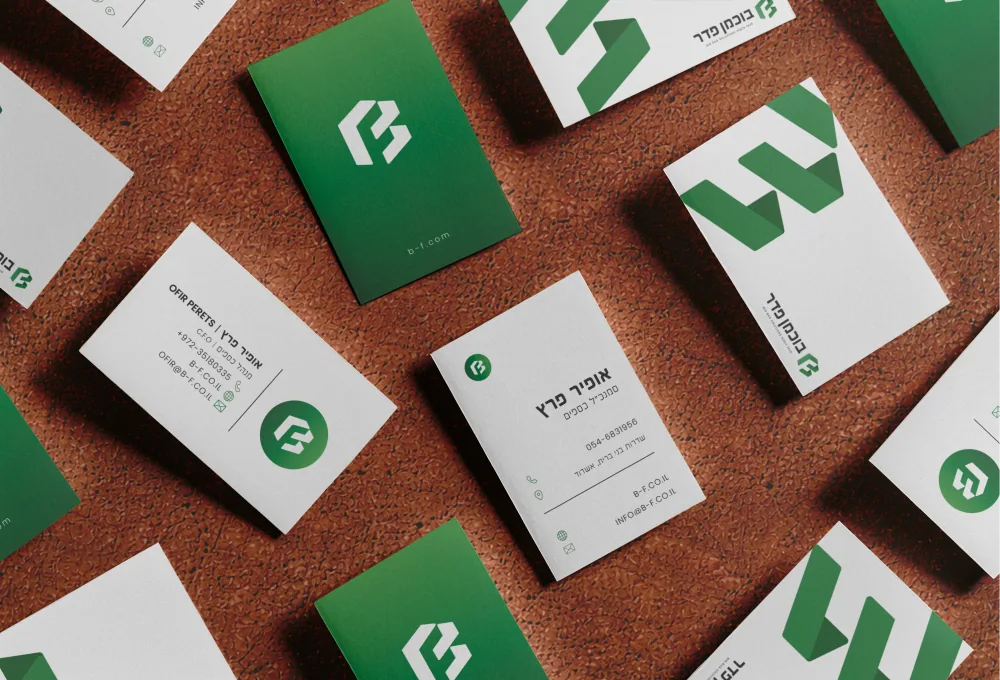 בוכמן פדר
b-f.com
בוכמן פדר
OFIR PERETS | אופיר פרץ
C.F.O | מנהל כספים
+972-35180335
B-F.CO.IL
OFIR@B-F.CO.IL
אופיר פרץ
סמנכ״ל כספים
054-6831956
שדרות בני ברית, אשדוד
B-F.CO.IL
INFO@B-F.CO.IL